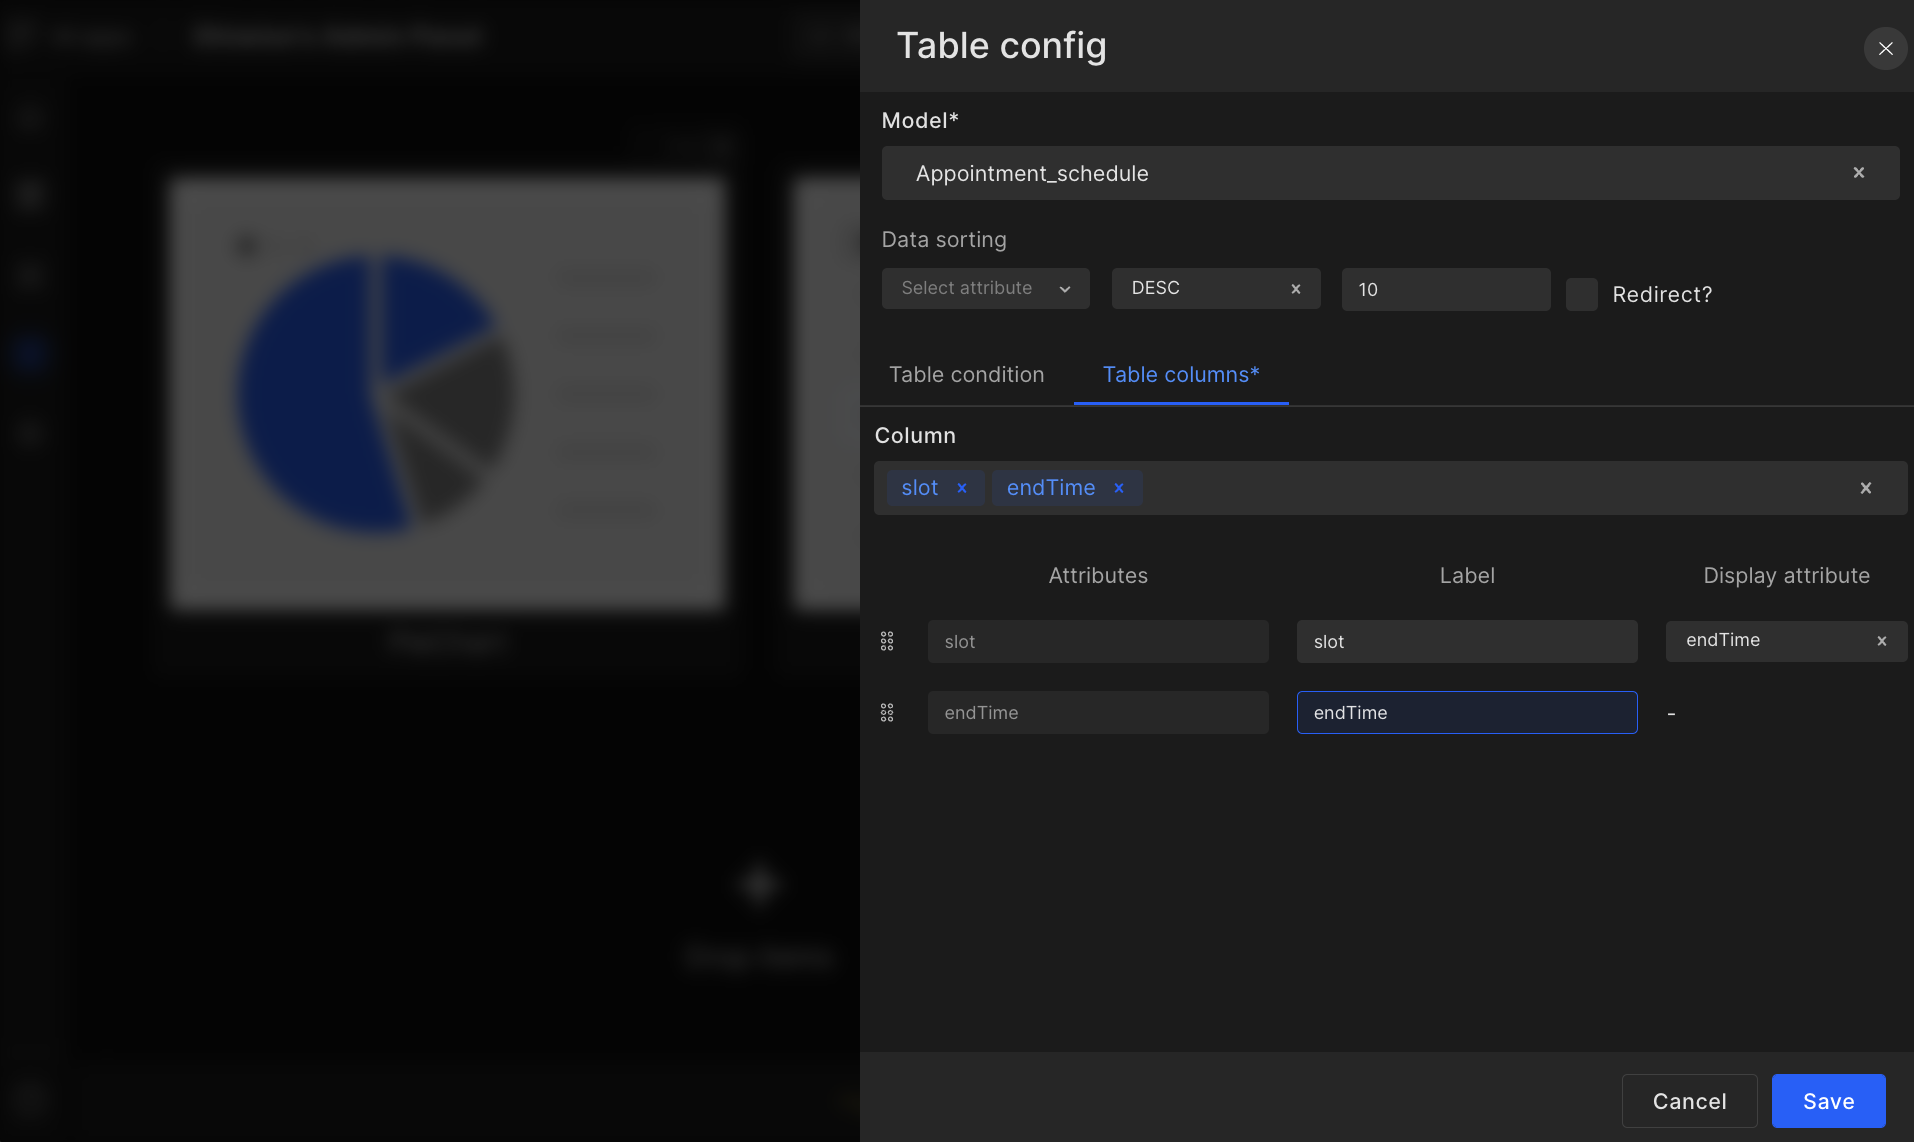 Table config
Model*
Appointment_schedule
Data sorting
Select attribute DESC 10 Redirect?
Table condition Table columns*
Column
slot endTime
Attributes Label Display attribute
slot slot endTime
endTime endTime -
Cancel Save